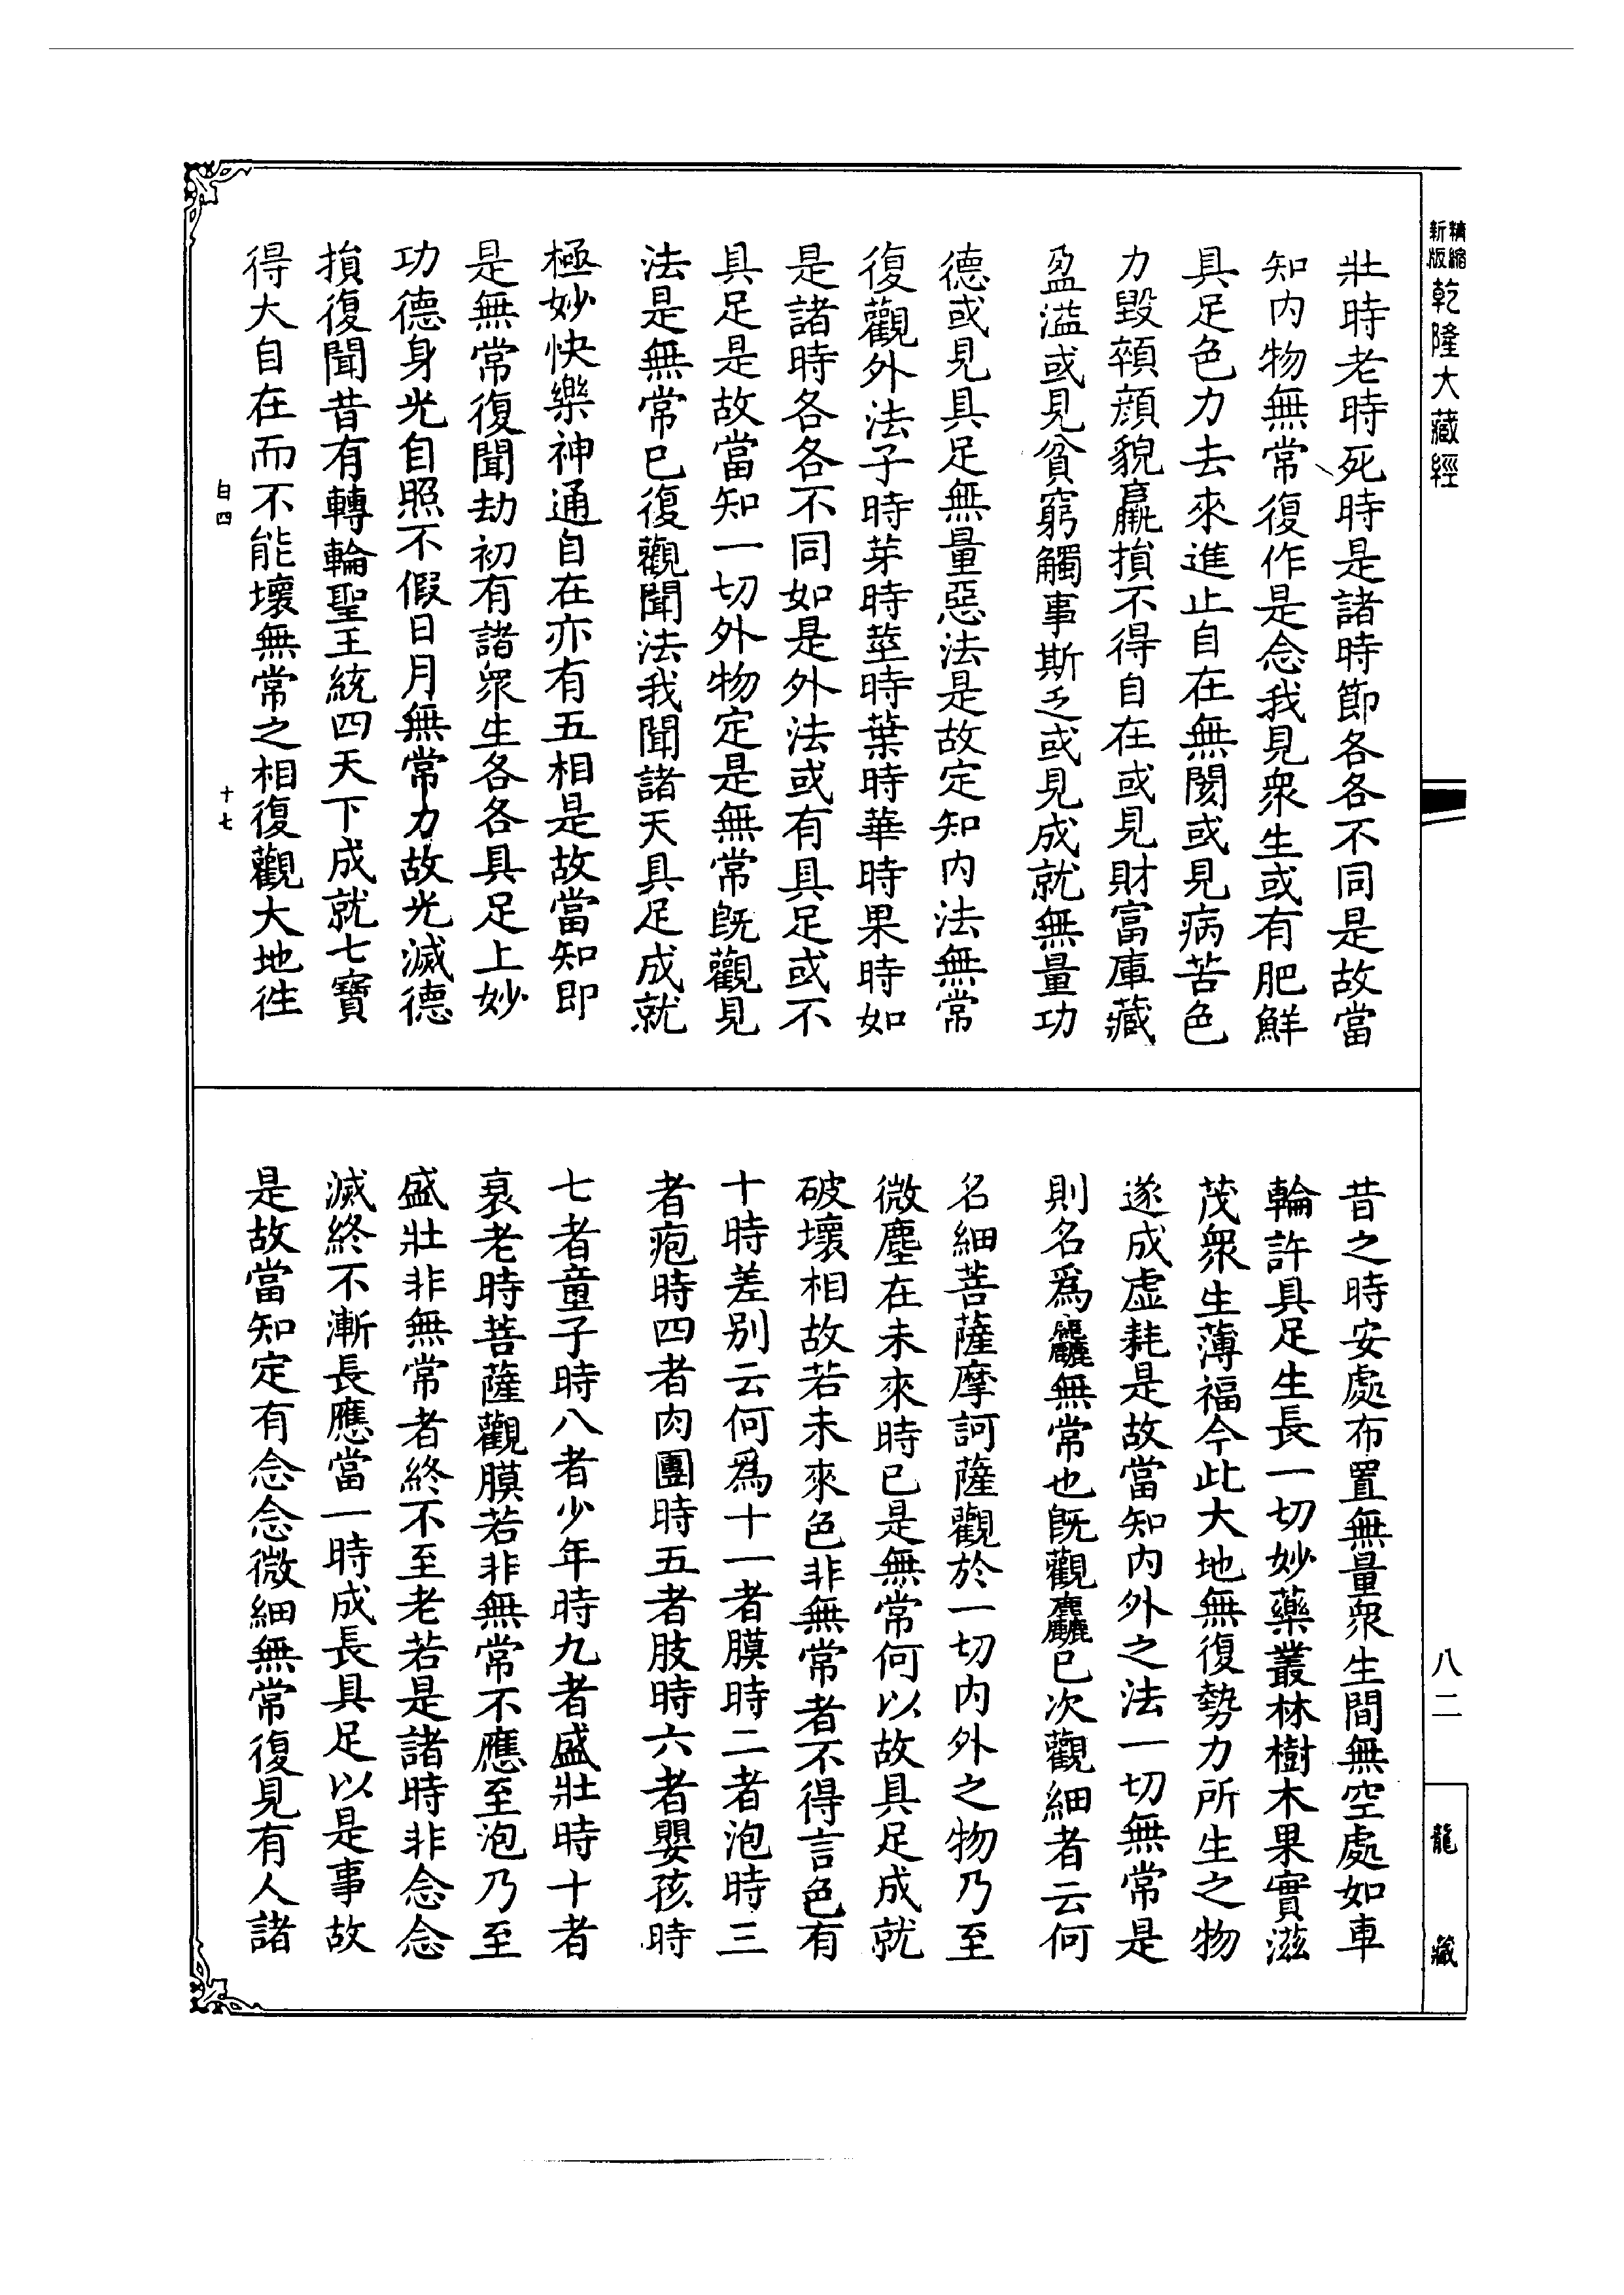 精縮
新版
乾隆大藏經
壯時老時死時是諸時節各各不同是故當
知內物無常復作是念我見衆生或有肥鮮
具足色力去來進止自在無閡或見病苦色
力毀顇顏貌羸損不得自在或見財富庫藏
盈溢或見貧窮觸事斯乏或見成就無量功
德或見具足無量惡法是故定知內法無常
復觀外法子時芽時莖時葉時華時果時如
是諸時各各不同如是外法或有具足或不
具足是故當知一切外物定是無常既觀見
法是無常已復觀聞法我聞諸天具足成就
極妙快樂神通自在亦有五相是故當知即
是無常復聞劫初有諸衆生各各具足上妙
功德身光自照不假日月無常力故光滅德
損復聞昔有轉輪聖王統四天下成就七寶
得大自在而不能壞無常之相復觀大地往
白四
十七
昔之時安處布置無量衆生間無空處如車
輪許具足生長一切妙藥叢林樹木果實滋
茂衆生薄福今此大地無復勢力所生之物
遂成虛耗是故當知內外之法一切無常是
則名爲麤無常也既觀麤已次觀細者云何
名細菩薩摩訶薩觀於一切內外之物乃至
微塵在未來時已是無常何以故具足成就
破壞相故若未來色非無常者不得言色有
十時差別云何爲十一者膜時二者泡時三
者疱時四者肉團時五者肢時六者嬰孩時
七者童子時八者少年時九者盛壯時十者
衰老時菩薩觀膜若非無常不應至泡乃至
盛壯非無常者終不至老若是諸時非念念
滅終不漸長應當一時成長具足以是事故
是故當知定有念念微細無常復見有人諸
八二
龍藏